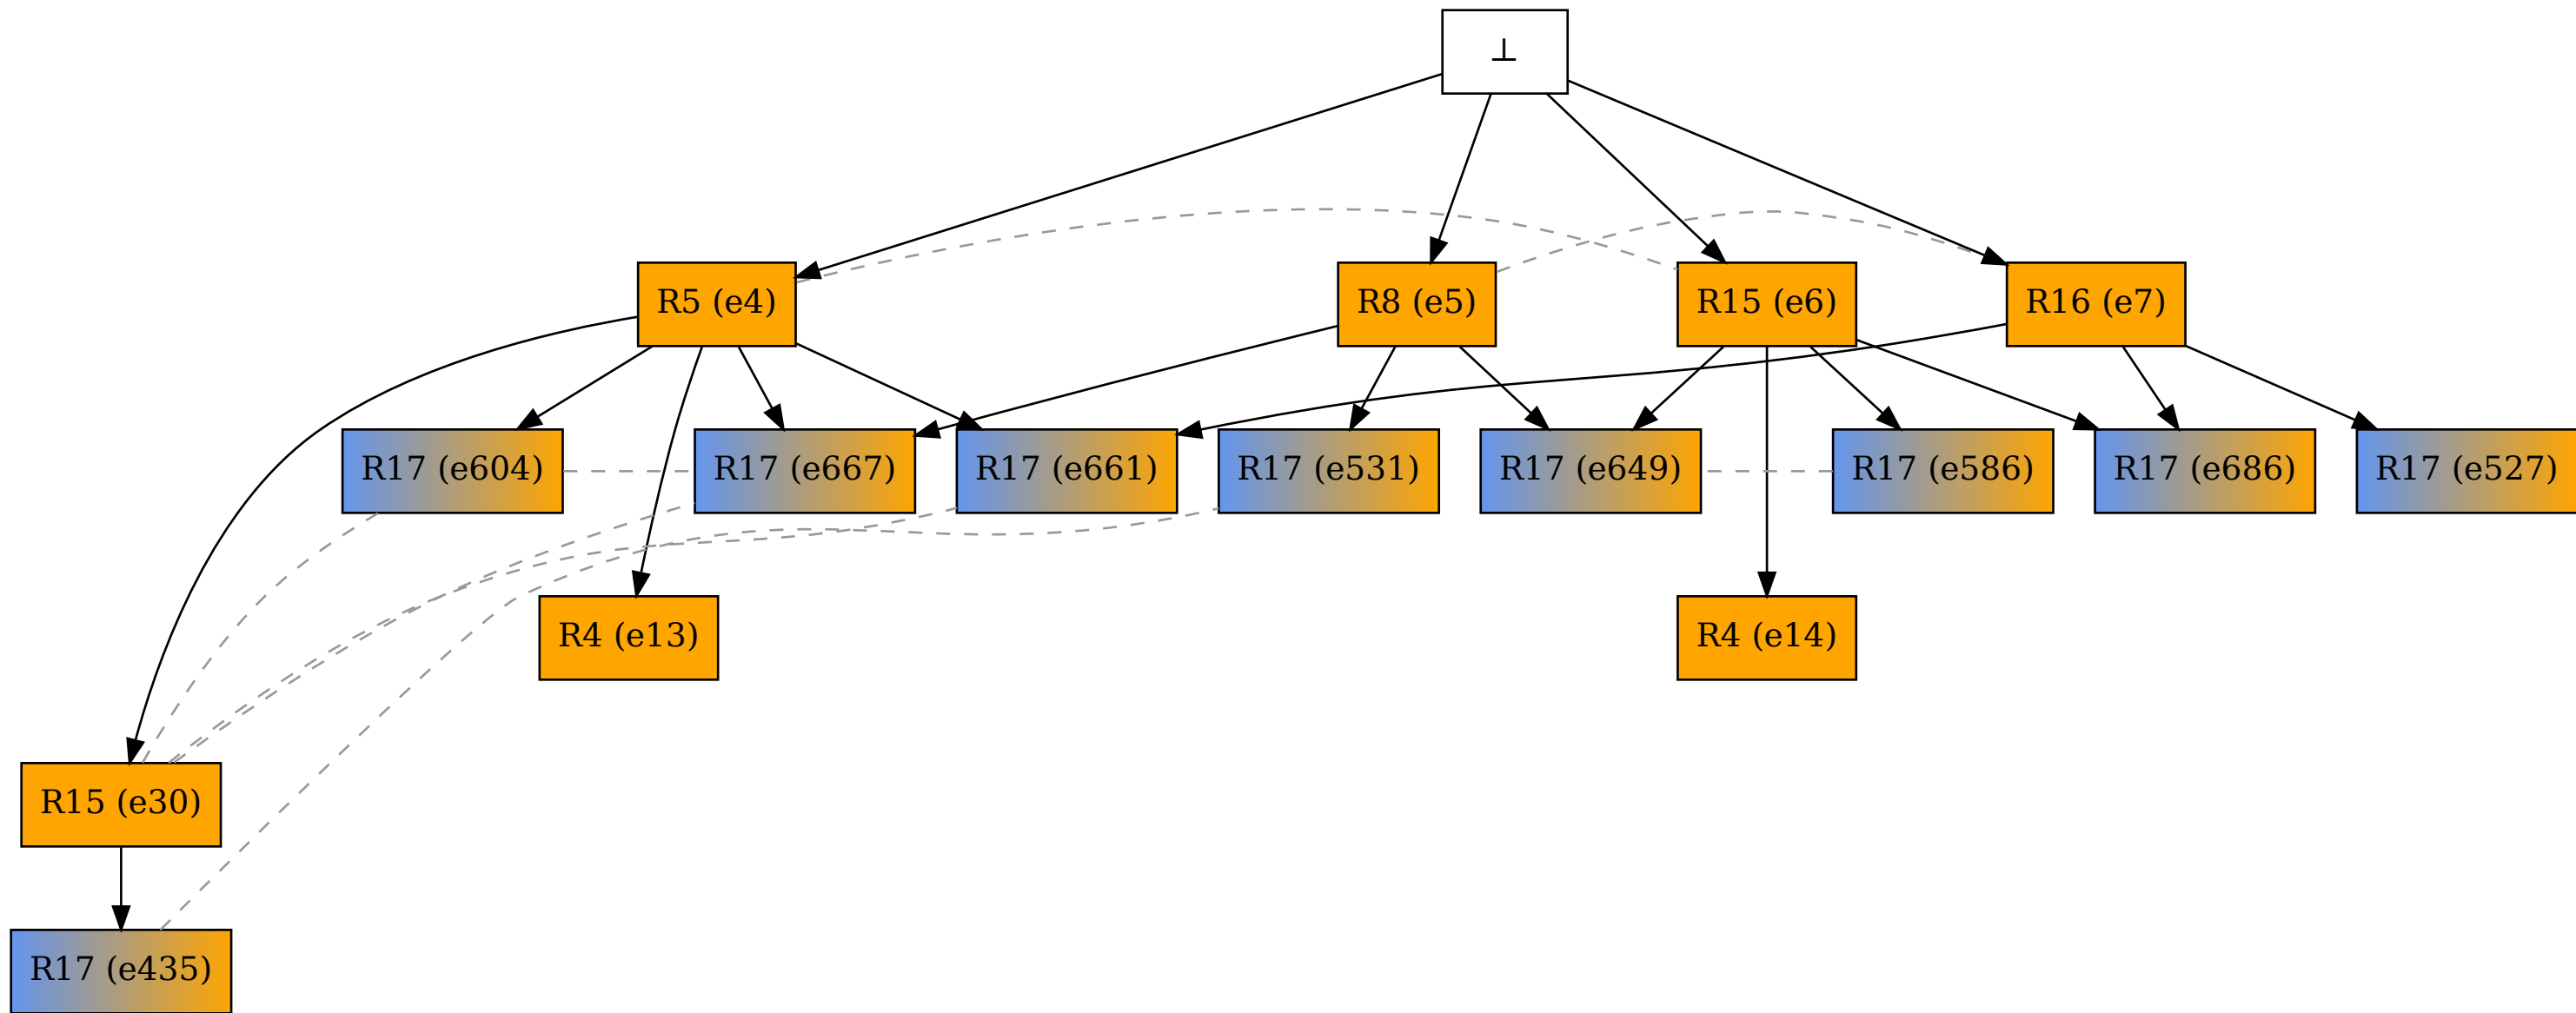 ⊥
R5 (e4)
R8 (e5)
R15 (e6)
R16 (e7)
R17 (e604)
R17 (e667)
R17 (e661)
R17 (e531)
R17 (e649)
R17 (e586)
R17 (e686)
R17 (e527)
R4 (e13)
R4 (e14)
R15 (e30)
R17 (e435)